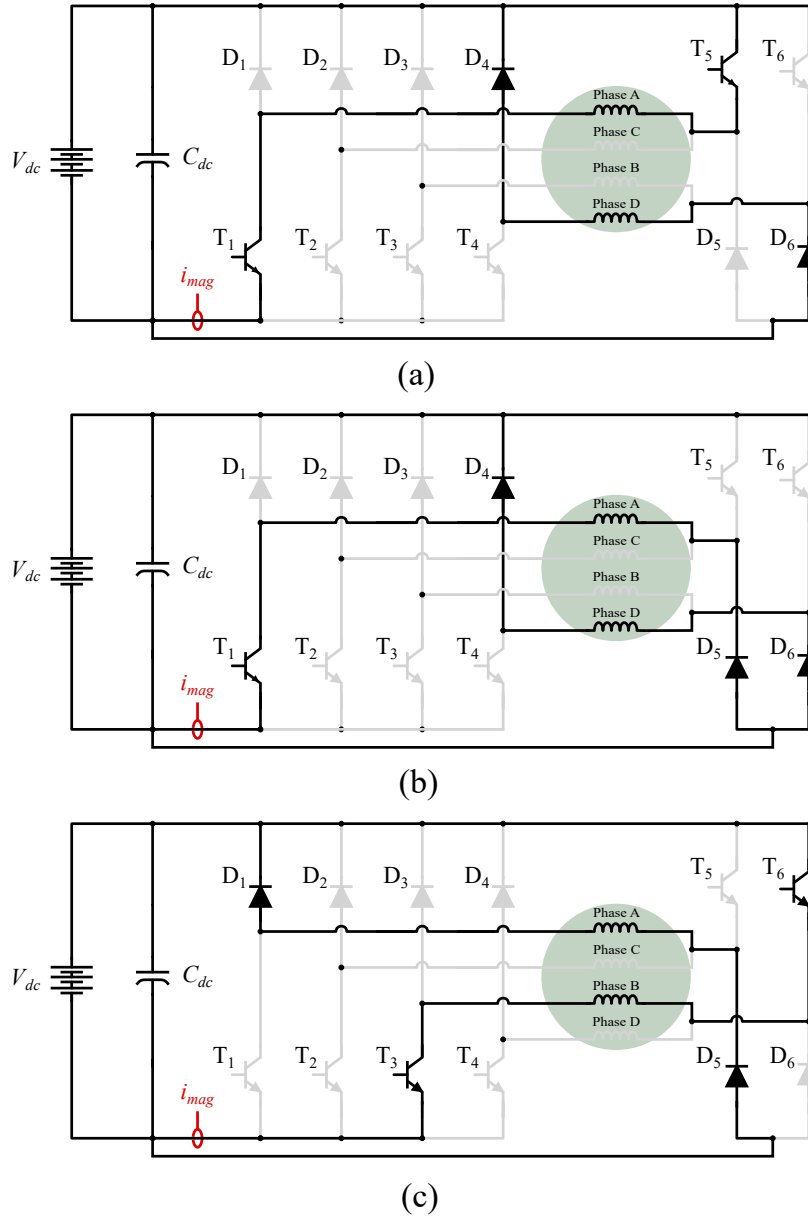 D1 D2 D3 D4 T5 T6
Phase A
Phase C
Vdc Cdc Phase B
Phase D
T1 T2 T3 T4 D5 D6
imag
(a)
D1 D2 D3 D4 T5 T6
Phase A
Phase C
Vdc Cdc Phase B
Phase D
T1 T2 T3 T4 D5 D6
imag
(b)
D1 D2 D3 D4 T5 T6
Phase A
Phase C
Vdc Cdc Phase B
Phase D
T1 T2 T3 T4 D5 D6
imag
(c)